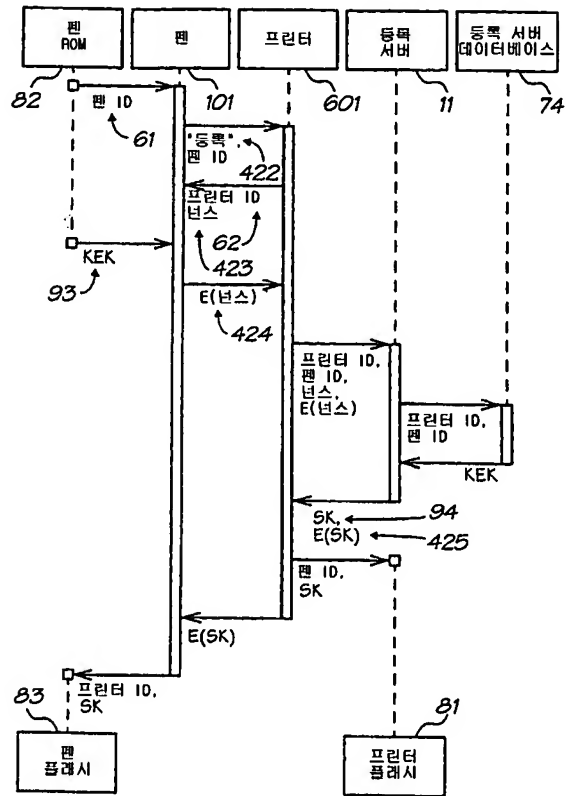 펜
ROM
펜
프린터
등록
서버
등록 서버
데이터베이스
82
101
601
11
74
펜 ID
61
"등록",
펜 ID
422
프린터 ID
넌스
62
423
KEK
93
E(넌스)
424
프린터 ID,
펜 ID,
넌스,
E(넌스)
프린터 ID,
펜 ID
KEK
SK,
E(SK)
94
425
펜 ID,
SK
E(SK)
프린터 ID,
SK
83
펜
플래시
81
프린터
플래시